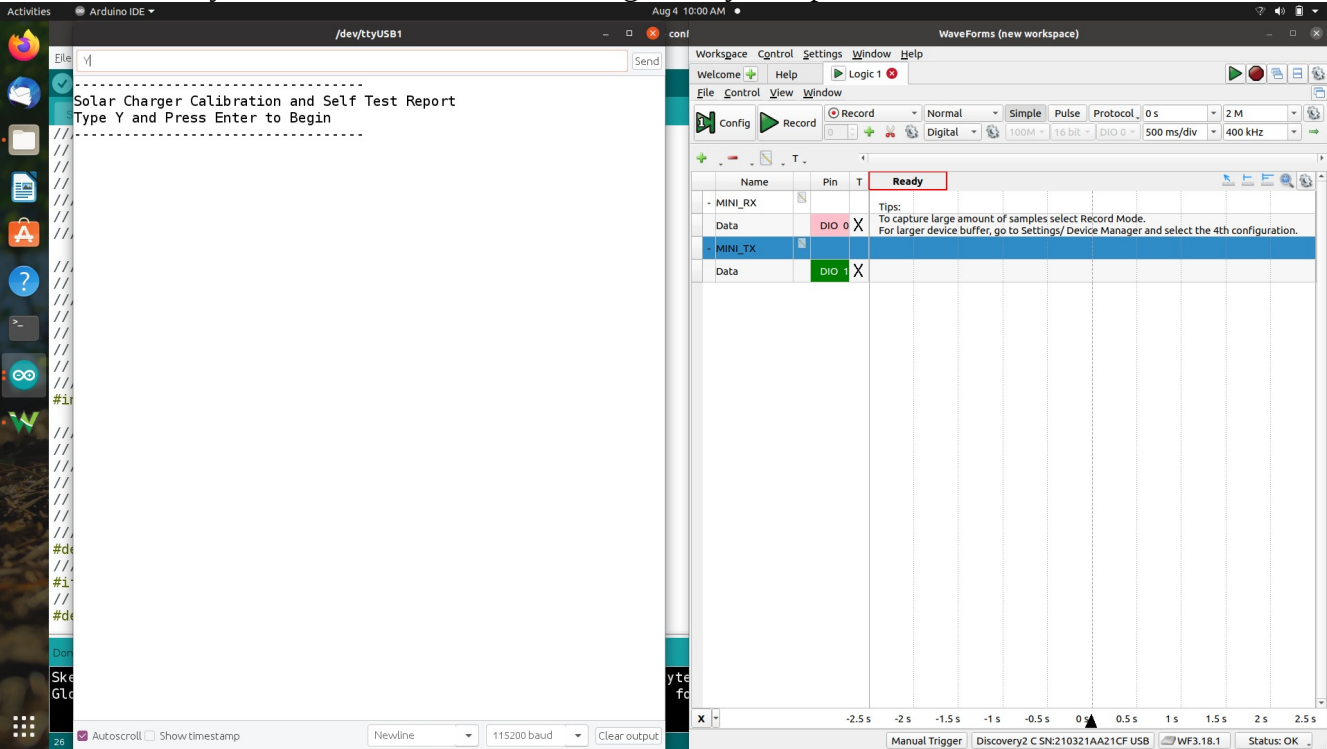 Activities
Arduino IDE
Aug 4 10:00 AM
/dev/ttyUSB1
Y
Send
- - - - - - - - - - - - - - - - - - - - - - - - - - - - - - - - - -
Solar Charger Calibration and Self Test Report
Type Y and Press Enter to Begin
- - - - - - - - - - - - - - - - - - - - - - - - - - - - - - - - - -
File
#de
#de
26
Autoscroll
Show timestamp
Newline
115200 baud
Clear output
WaveForms (new workspace)
Workspace Control Settings Window Help
Welcome Help Logic 1
File Control View Window
Config Record
Record Normal Simple Pulse Protocol 0 s 2 M
0 Digital 100M 16 bit DIO 0 500 ms/div 400 kHz
T
Name Pin T Ready
- MINI_RX
Data DIO 0 X
- MINI_TX
Data DIO 1 X
Tips:
To capture large amount of samples select Record Mode.
For larger device buffer, go to Settings/ Device Manager and select the 4th configuration.
X -2.5 s -2 s -1.5 s -1 s -0.5 s 0 s 0.5 s 1 s 1.5 s 2 s 2.5 s
Manual Trigger Discovery2 C SN:210321AA21CF USB WF3.18.1 Status: OK